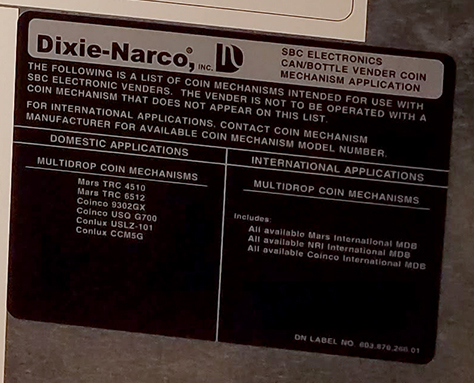 Dixie-Narco, INC.
SBC ELECTRONICS
CAN/BOTTLE VENDER COIN
MECHANISM APPLICATION
THE FOLLOWING IS A LIST OF COIN MECHANISMS INTENDED FOR USE WITH
SBC ELECTRONIC VENDERS. THE VENDER IS NOT TO BE OPERATED WITH A
COIN MECHANISM THAT DOES NOT APPEAR ON THIS LIST.
FOR INTERNATIONAL APPLICATIONS, CONTACT COIN MECHANISM
MANUFACTURER FOR AVAILABLE COIN MECHANISM MODEL NUMBER.
DOMESTIC APPLICATIONS
MULTIDROP COIN MECHANISMS
Mars TRC 4510
Mars TRC 6512
Coinco 9302GX
Coinco USQ G700
Conlux USLZ-101
Conlux CCM5G
INTERNATIONAL APPLICATIONS
MULTIDROP COIN MECHANISMS
Includes:
All available Mars International MDB
All available NRI International MDB
All available Coinco International MDB
DN LABEL NO. 803,870,260.01